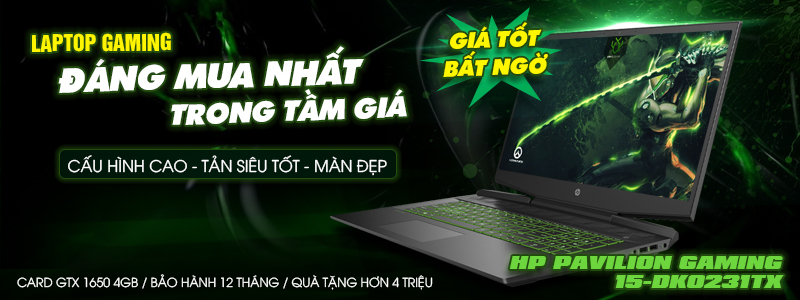 LAPTOP GAMING
ĐÁNG MUA NHẤT
TRONG TẦM GIÁ
CẤU HÌNH CAO - TẢN SIÊU TỐT - MÀN ĐẸP
GIÁ TỐT
BẤT NGỜ
HP PAVILION GAMING
15-DK0231TX
CARD GTX 1650 4GB / BẢO HÀNH 12 THÁNG / QUÀ TẶNG HƠN 4 TRIỆU